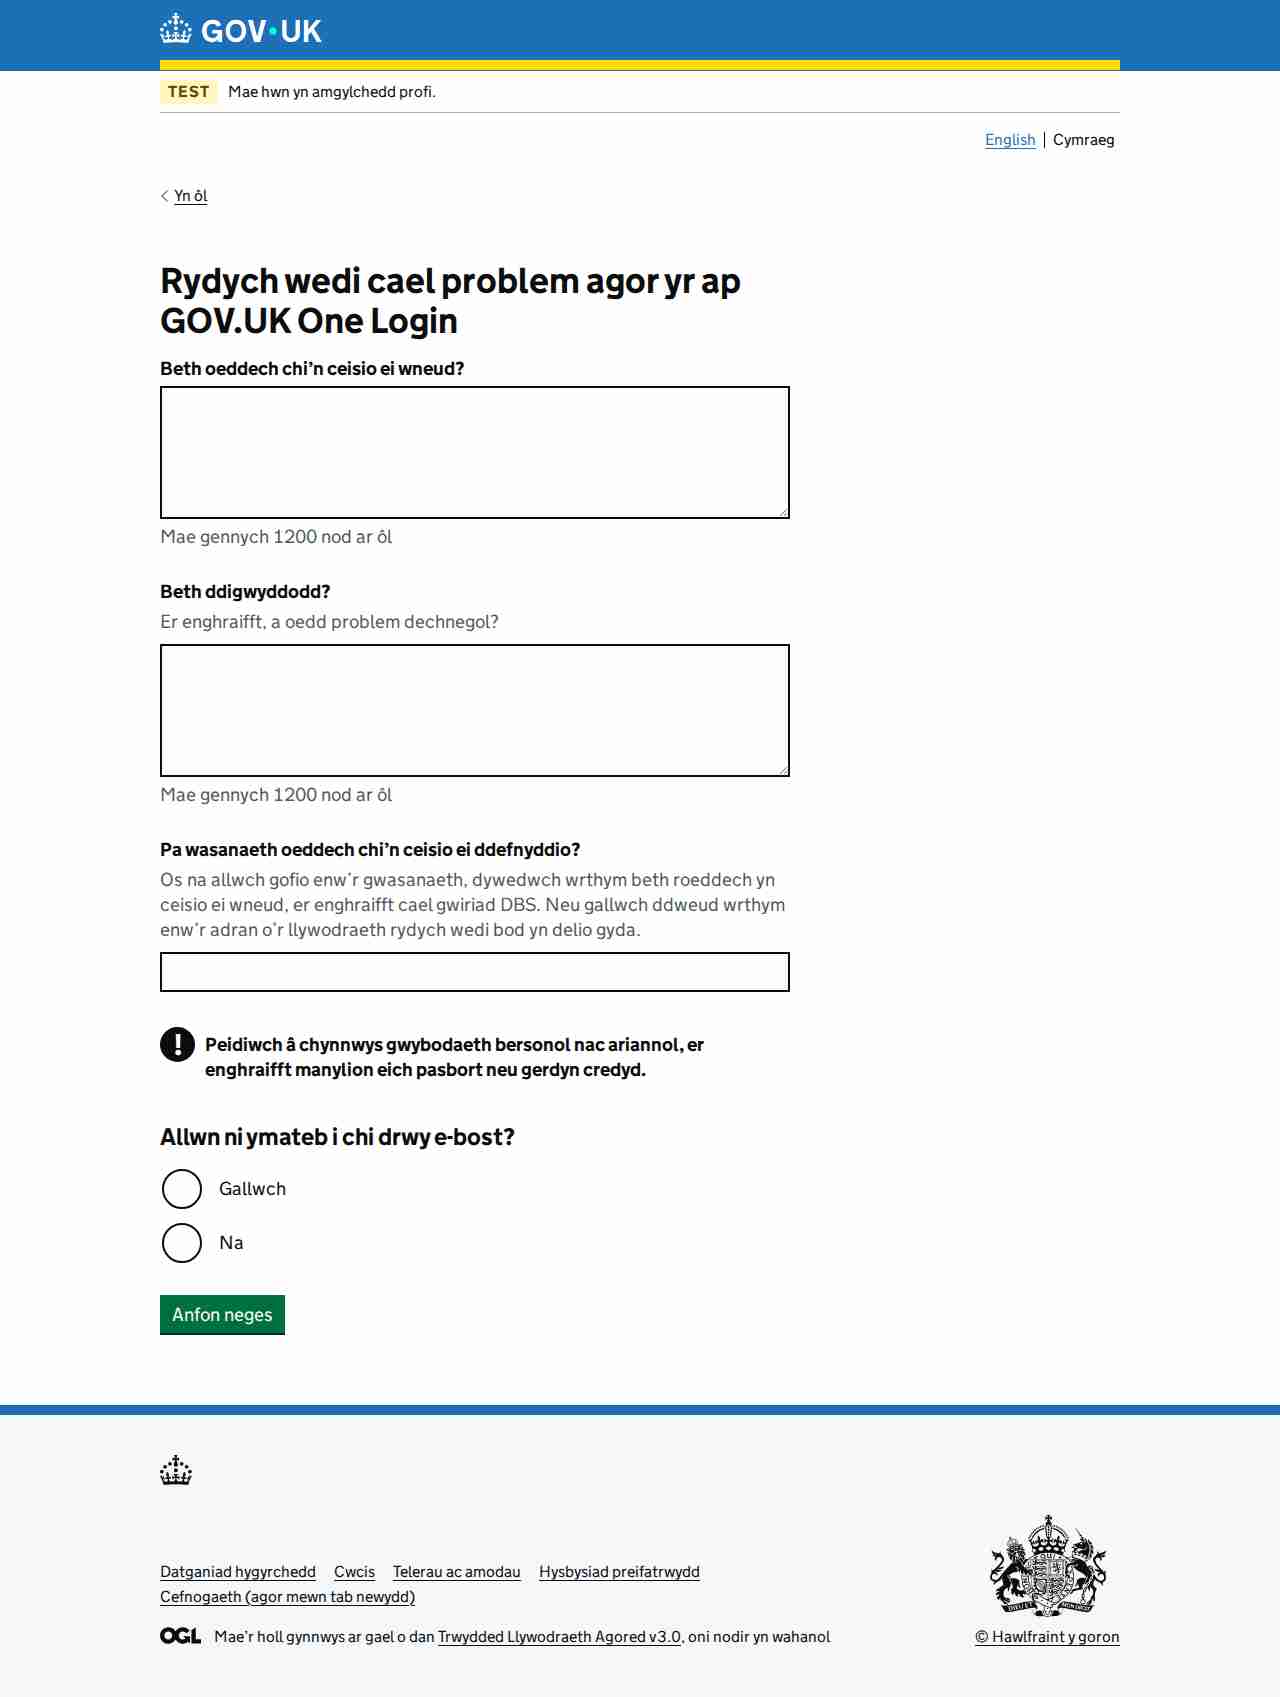 GOV·UK
TEST Mae hwn yn amgylchedd profi.
English | Cymraeg
Yn ôl
Rydych wedi cael problem agor yr ap
GOV.UK One Login
Beth oeddech chi’n ceisio ei wneud?
Mae gennych 1200 nod ar ôl
Beth ddigwyddodd?
Er enghraifft, a oedd problem dechnegol?
Mae gennych 1200 nod ar ôl
Pa wasanaeth oeddech chi’n ceisio ei ddefnyddio?
Os na allwch gofio enw’r gwasanaeth, dywedwch wrthym beth roeddech yn
ceisio ei wneud, er enghraifft cael gwiriad DBS. Neu gallwch ddweud wrthym
enw’r adran o’r llywodraeth rydych wedi bod yn delio gyda.
! Peidiwch â chynnwys gwybodaeth bersonol nac ariannol, er
enghraifft manylion eich pasbort neu gerdyn credyd.
Allwn ni ymateb i chi drwy e-bost?
Gallwch
Na
Anfon neges
Datganiad hygyrchedd Cwcis Telerau ac amodau Hysbysiad preifatrwydd
Cefnogaeth (agor mewn tab newydd)
OGL Mae’r holl gynnwys ar gael o dan Trwydded Llywodraeth Agored v3.0, oni nodir yn wahanol
© Hawlfraint y goron